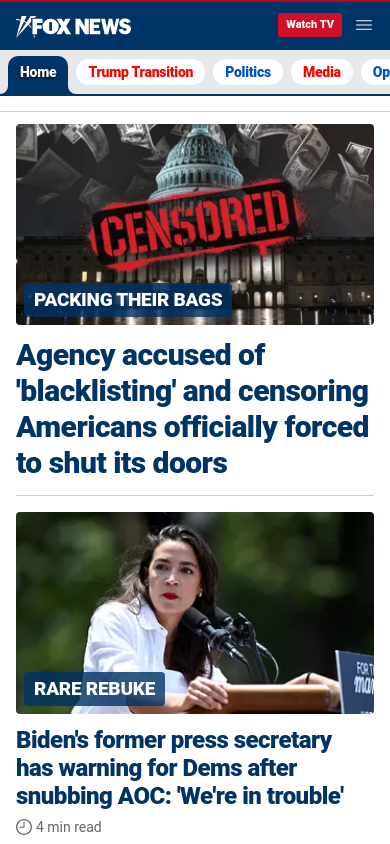 FOX NEWS
Watch TV
Home
Trump Transition
Politics
Media
Op
CENSORED
PACKING THEIR BAGS
Agency accused of
'blacklisting' and censoring
Americans officially forced
to shut its doors
FOR T
man
RARE REBUKE
Biden's former press secretary
has warning for Dems after
snubbing AOC: 'We're in trouble'
4 min read